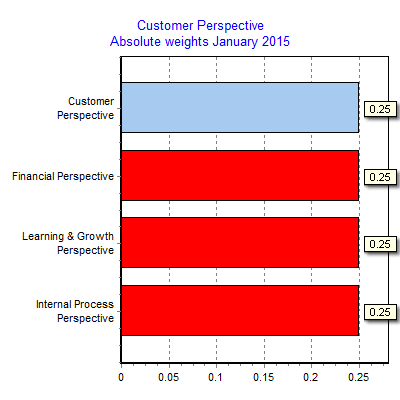 Customer Perspective
Absolute weights January 2015
Customer
Perspective
0.25
Financial Perspective
0.25
Learning & Growth
Perspective
0.25
Internal Process
Perspective
0.25
0 0.05 0.1 0.15 0.2 0.25